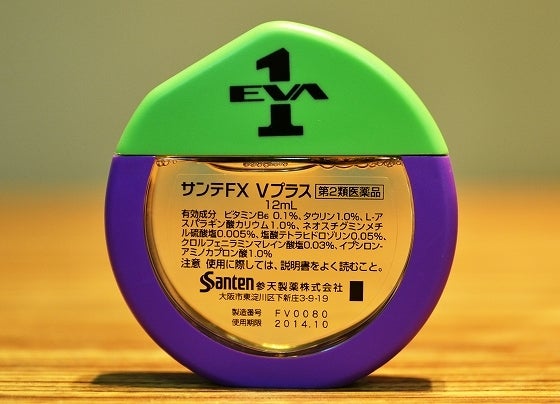 EVA
1
サンテFX Vプラス 第2類医薬品
12mL
有効成分 ビタミンB6 0.1%、タウリン1.0%、L-ア
スパラギン酸カリウム1.0%、ネオスチグミンメチ
ル硫酸塩0.005%、塩酸テトラヒドロゾリン0.05%、
クロルフェニラミンマレイン酸塩0.03%、イプシロン-
アミノカプロン酸1.0%
注意 使用に際しては、説明書をよく読むこと。
Santen 参天製薬株式会社
大阪市東淀川区下新庄3-9-19
製造番号 FV0080
使用期限 2014.10